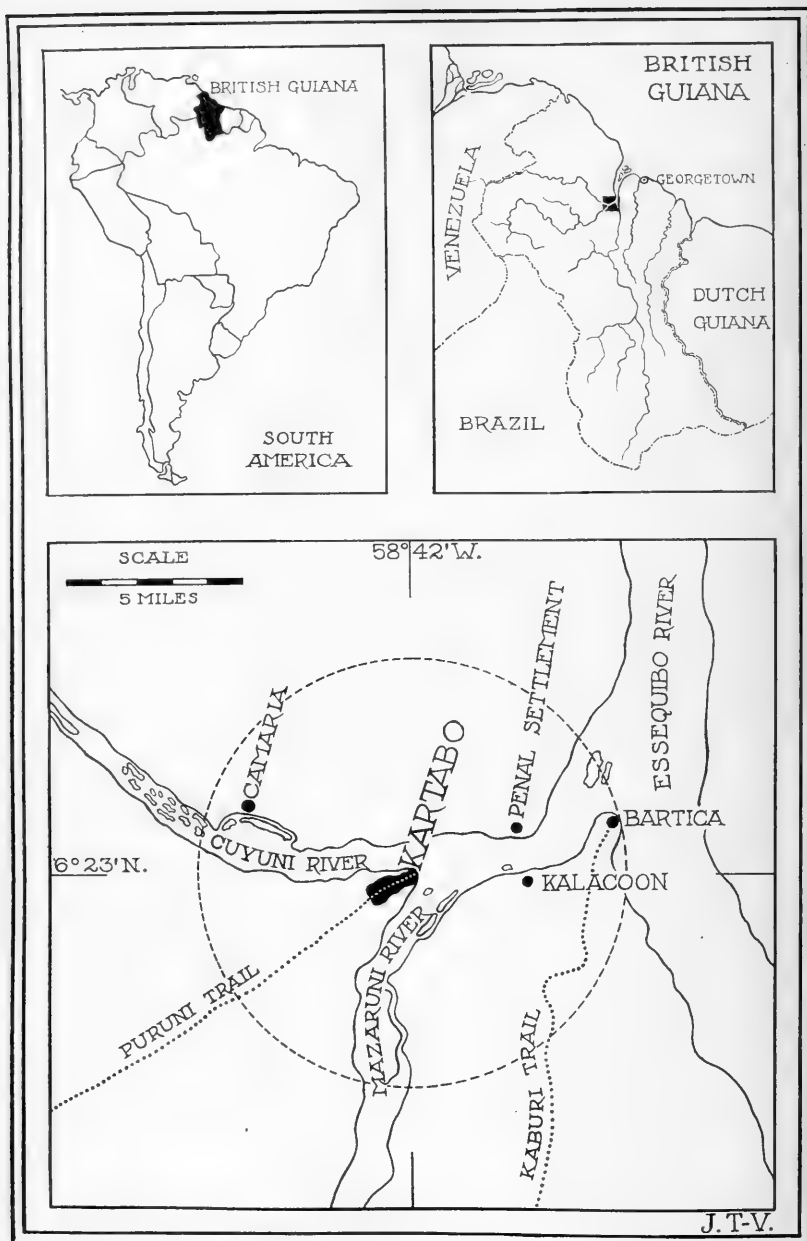 BRITISH GUIANA
SOUTH
AMERICA
BRITISH
GUIANA
VENEZUELA
GEORGETOWN
DUTCH
GUIANA
BRAZIL
SCALE
5 MILES
58°42'W.
CAMARIA
KARTABO
PENAL SETTLEMENT
ESSEQUIBO RIVER
BARTICA
CUYUNI RIVER
6°23'N.
KALACOON
MAZARUNI RIVER
PURUNI TRAIL
KABURI TRAIL
J. T-V.